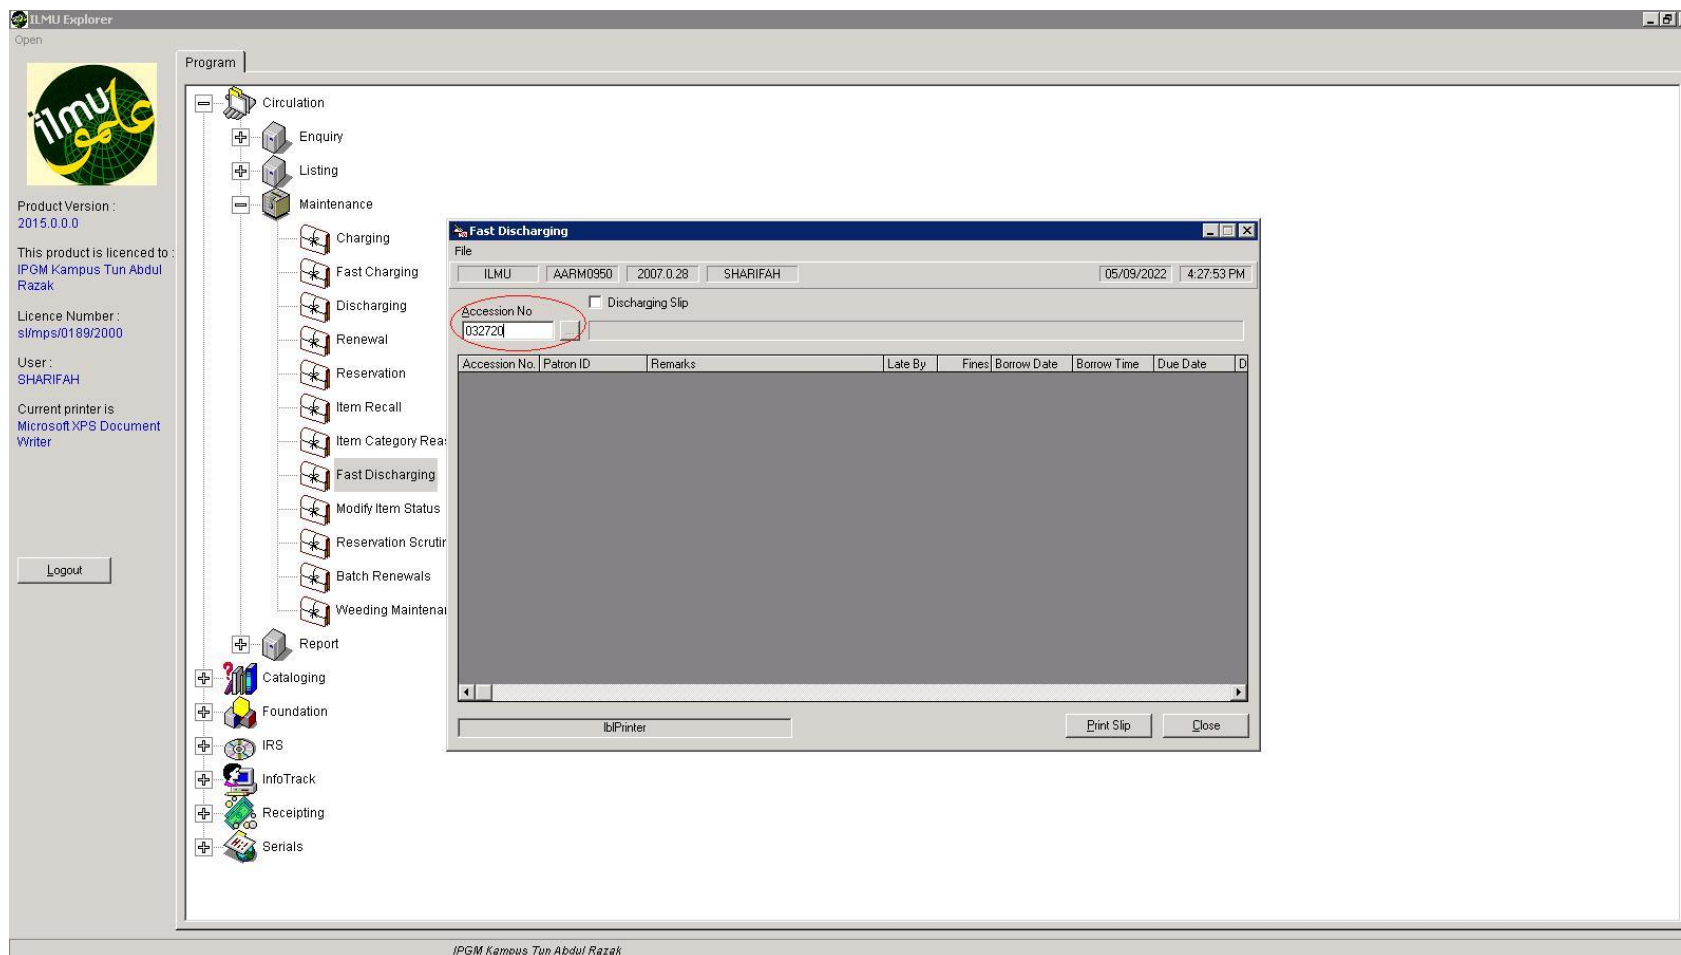 ILMU Explorer
Open
ilmu
علمو
Product Version :
2015.0.0.0
This product is licenced to :
IPGM Kampus Tun Abdul
Razak
Licence Number :
sl/mps/0189/2000
User :
SHARIFAH
Current printer is
Microsoft XPS Document
Writer
Logout
Program
Circulation
Enquiry
Listing
Maintenance
Charging
Fast Charging
Discharging
Renewal
Reservation
Item Recall
Item Category Reas
Fast Discharging
Modify Item Status
Reservation Scrutin
Batch Renewals
Weeding Maintenan
Report
Cataloging
Foundation
IRS
InfoTrack
Receipting
Serials
Fast Discharging
File
ILMU AARM0950 2007.0.28 SHARIFAH 05/09/2022 4:27:53 PM
Accession No
Discharging Slip
032720
...
Accession No. Patron ID Remarks Late By Fines Borrow Date Borrow Time Due Date D
lblPrinter
Print Slip
Close
IPGM Kampus Tun Abdul Razak